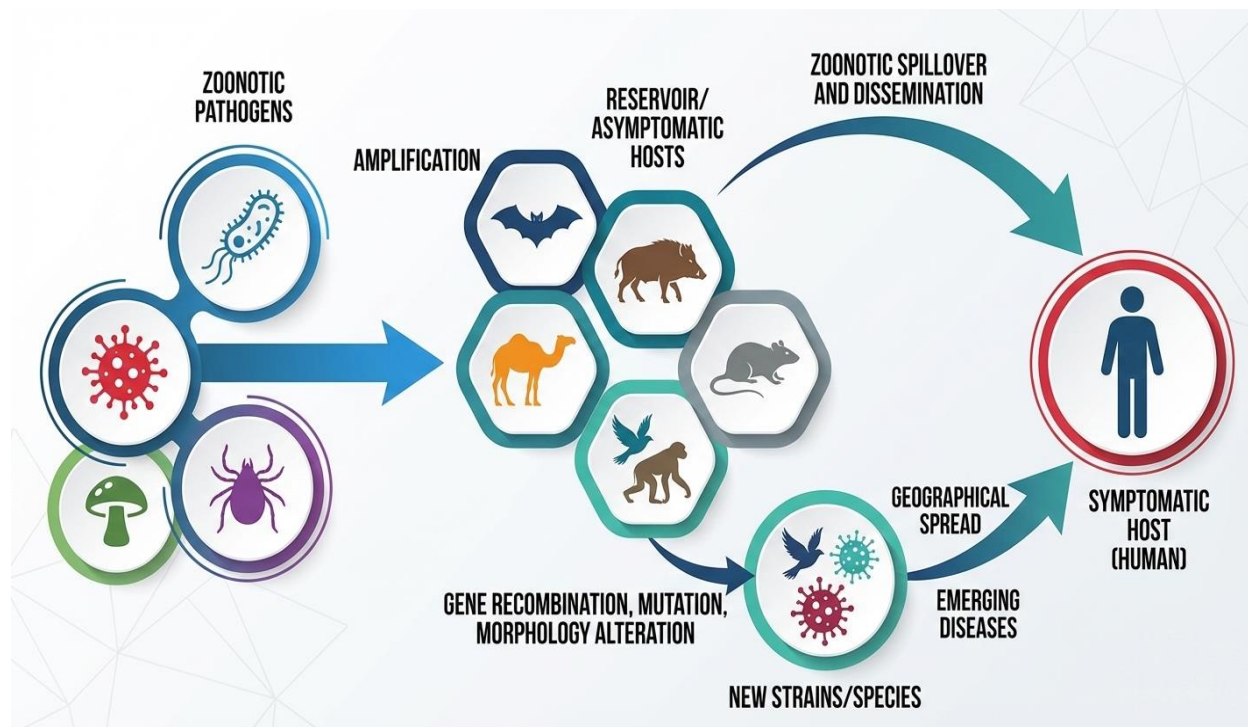 ZOONOTIC
PATHOGENS
AMPLIFICATION
RESERVOIR/
ASYMPTOMATIC
HOSTS
ZOONOTIC SPILLOVER
AND DISSEMINATION
GENE RECOMBINATION, MUTATION,
MORPHOLOGY ALTERATION
NEW STRAINS/SPECIES
GEOGRAPHICAL
SPREAD
EMERGING
DISEASES
SYMPTOMATIC
HOST
(HUMAN)